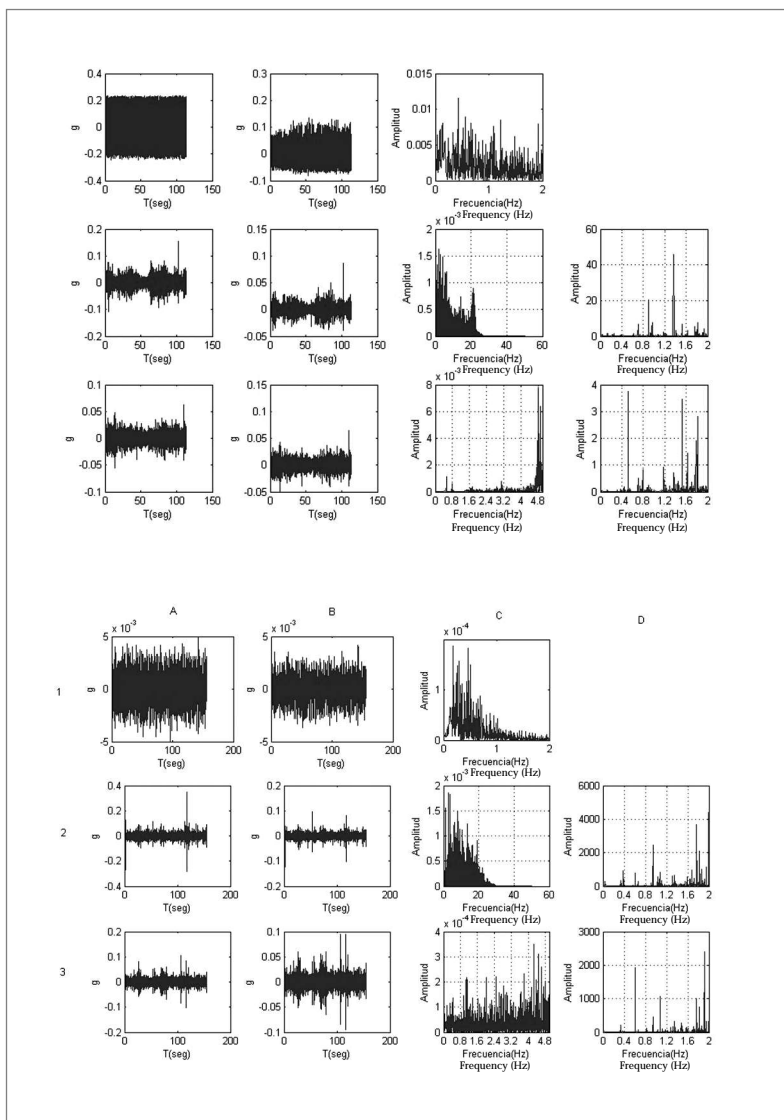 0.4
0.2
0
-0.2
-0.4
g
0 50 100 150
T(seg)
0.3
0.2
0.1
0
-0.1
g
0 50 100 150
T(seg)
0.015
0.01
0.005
0
Amplitud
0 1 2
Frecuencia(Hz)
Frequency (Hz)
0.2
0.1
0
-0.1
-0.2
g
0 50 100 150
T(seg)
0.1
0.05
0
-0.05
g
0 50 100 150
T(seg)
x 10⁻³
2
1.5
1
0.5
0
Amplitud
0 20 40 60
Frecuencia(Hz)
Frequency (Hz)
60
40
20
0
Amplitud
0 0.4 0.8 1.2 1.6 2
Frecuencia(Hz)
Frequency (Hz)
0.1
0.05
0
-0.05
-0.1
g
0 50 100 150
T(seg)
0.15
0.1
0.05
0
-0.05
g
0 50 100 150
T(seg)
x 10⁻³
8
6
4
2
0
Amplitud
0 0.8 1.6 2.4 3.2 4 4.8
Frecuencia(Hz)
Frequency (Hz)
4
3
2
1
0
Amplitud
0 0.4 0.8 1.2 1.6 2
Frecuencia(Hz)
Frequency (Hz)
A B C D
1
x 10⁻³
5
0
-5
g
0 100 200
T(seg)
x 10⁻³
5
0
-5
g
0 100 200
T(seg)
x 10⁻⁴
1
0
Amplitud
0 1 2
Frecuencia(Hz)
Frequency (Hz)
2
0.4
0.2
0
-0.2
-0.4
g
0 100 200
T(seg)
0.2
0.1
0
-0.1
-0.2
g
0 100 200
T(seg)
x 10⁻³
2
1.5
1
0.5
0
Amplitud
0 20 40 60
Frecuencia(Hz)
Frequency (Hz)
6000
4000
2000
0
Amplitud
0 0.4 0.8 1.2 1.6 2
Frecuencia(Hz)
Frequency (Hz)
3
0.2
0.1
0
-0.1
-0.2
g
0 100 200
T(seg)
0.1
0.05
0
-0.05
-0.1
g
0 100 200
T(seg)
x 10⁻⁴
4
3
2
1
0
Amplitud
0 0.8 1.6 2.4 3.2 4 4.8
Frecuencia(Hz)
Frequency (Hz)
3000
2000
1000
0
Amplitud
0 0.4 0.8 1.2 1.6 2
Frecuencia(Hz)
Frequency (Hz)